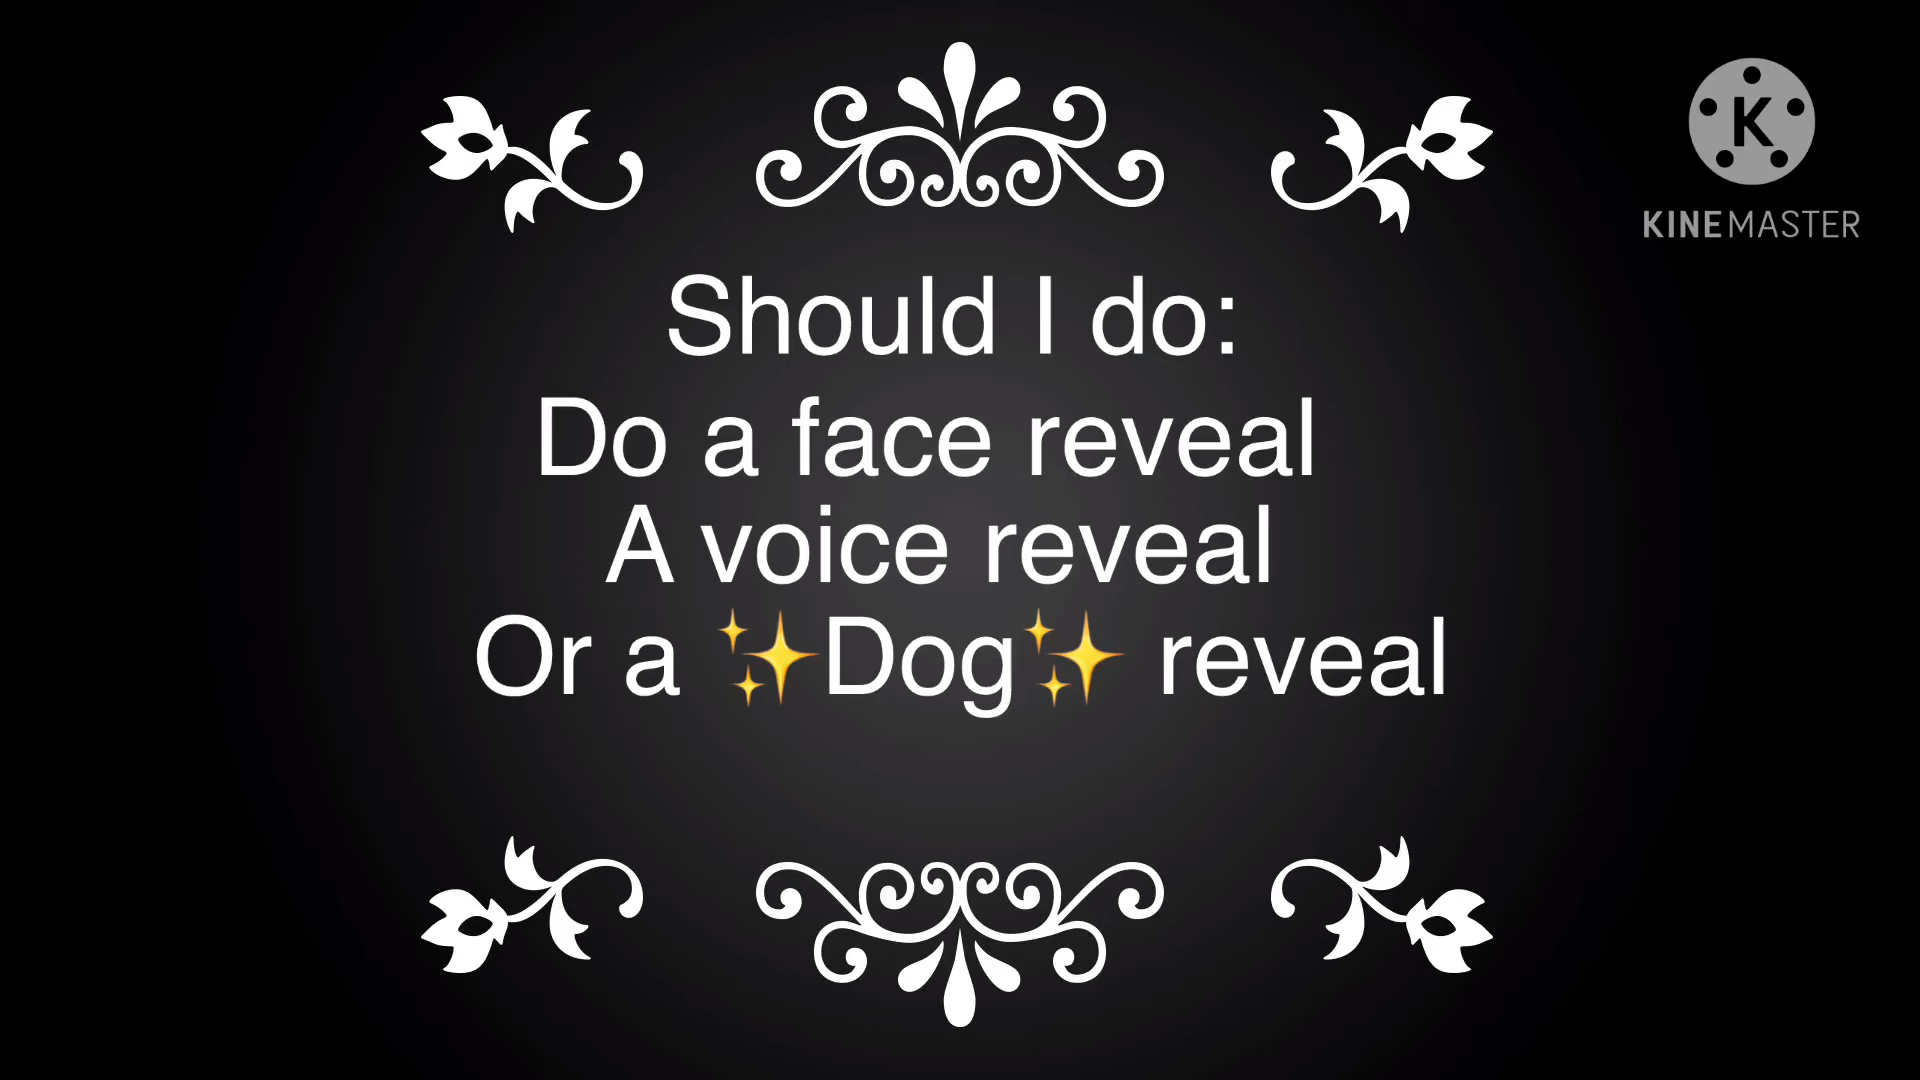 K
KINEMASTER
Should I do:
Do a face reveal
A voice reveal
Or a ✨Dog✨ reveal